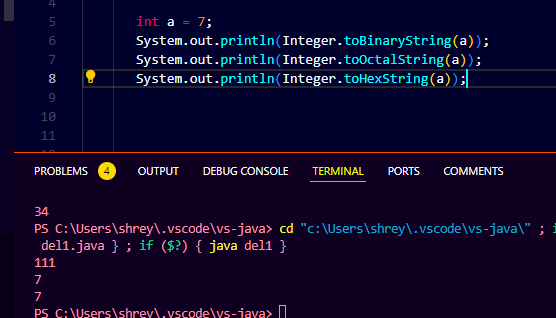 4
5 int a = 7;
6 System.out.println(Integer.toBinaryString(a));
7 System.out.println(Integer.toOctalString(a));
8 System.out.println(Integer.toHexString(a));
9
10
11
PROBLEMS 4 OUTPUT DEBUG CONSOLE TERMINAL PORTS COMMENTS
34
PS C:\Users\shrey\.vscode\vs-java> cd "c:\Users\shrey\.vscode\vs-java\" ; i
del1.java } ; if ($?) { java del1 }
111
7
7
PS C:\Users\shrey\.vscode\vs-java>